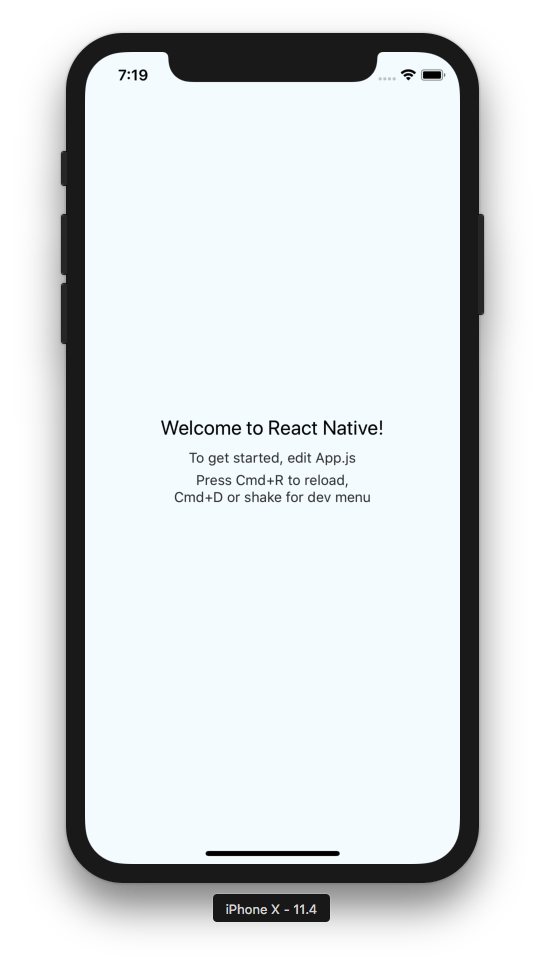 7:19
Welcome to React Native!
To get started, edit App.js
Press Cmd+R to reload,
Cmd+D or shake for dev menu
iPhone X - 11.4